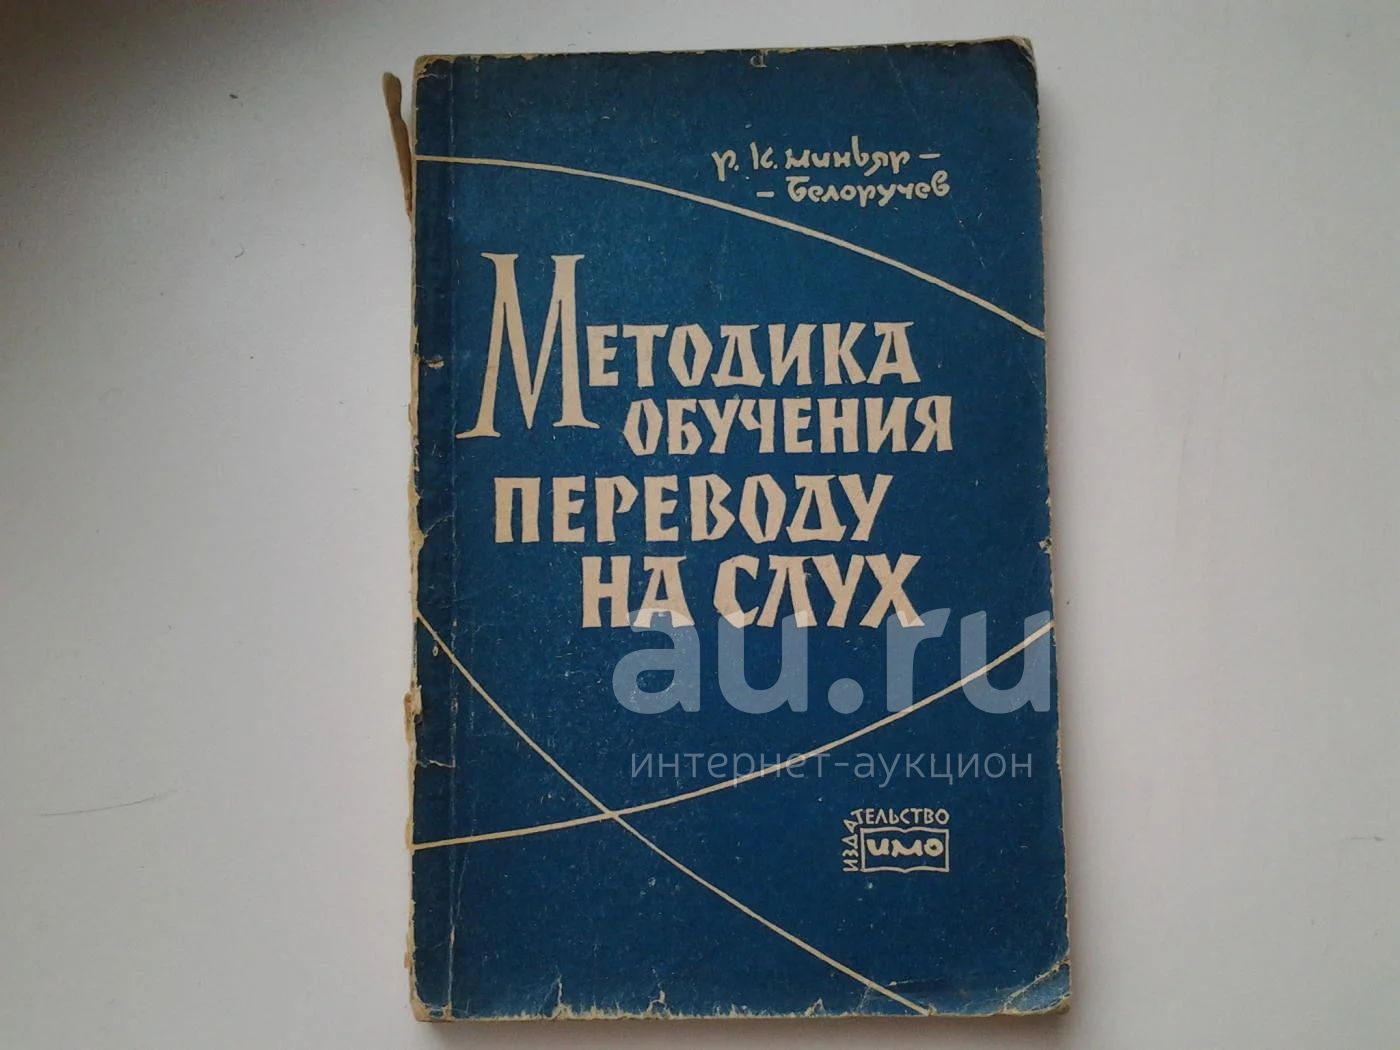 Р. К. Миньяр-
-Белоручев
МЕТОДИКА
ОБУЧЕНИЯ
ПЕРЕВОДУ
НА СЛУХ
au.ru
интернет-аукцион
ИЗДАТЕЛЬСТВО
ИМО